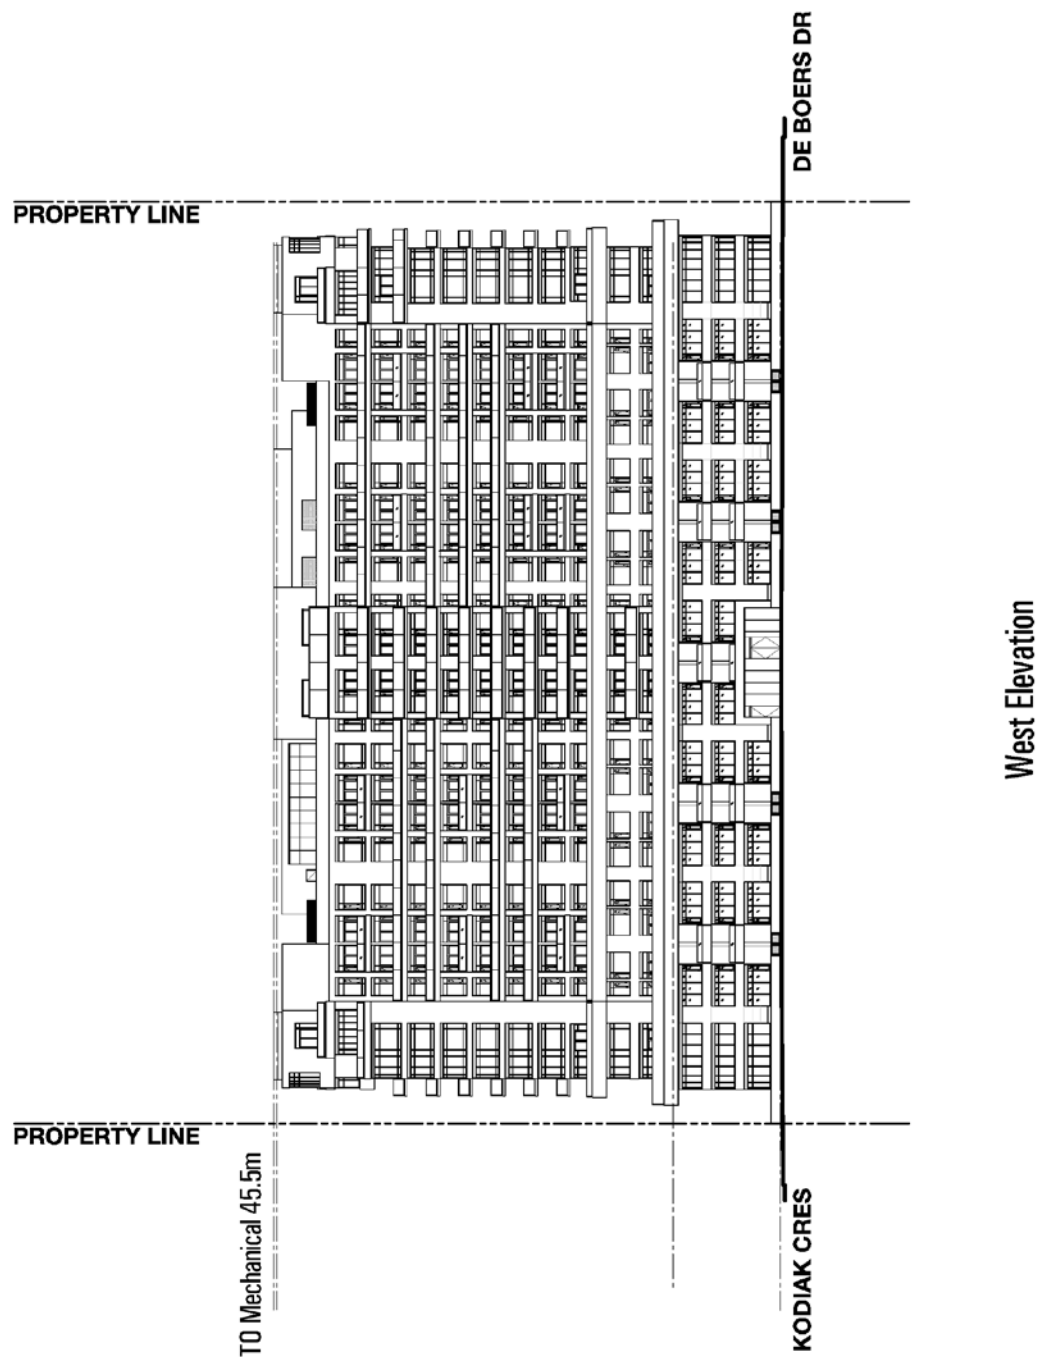 DE BOERS DR
PROPERTY LINE
West Elevation
PROPERTY LINE
TO Mechanical 45.5m
KODIAK CRES